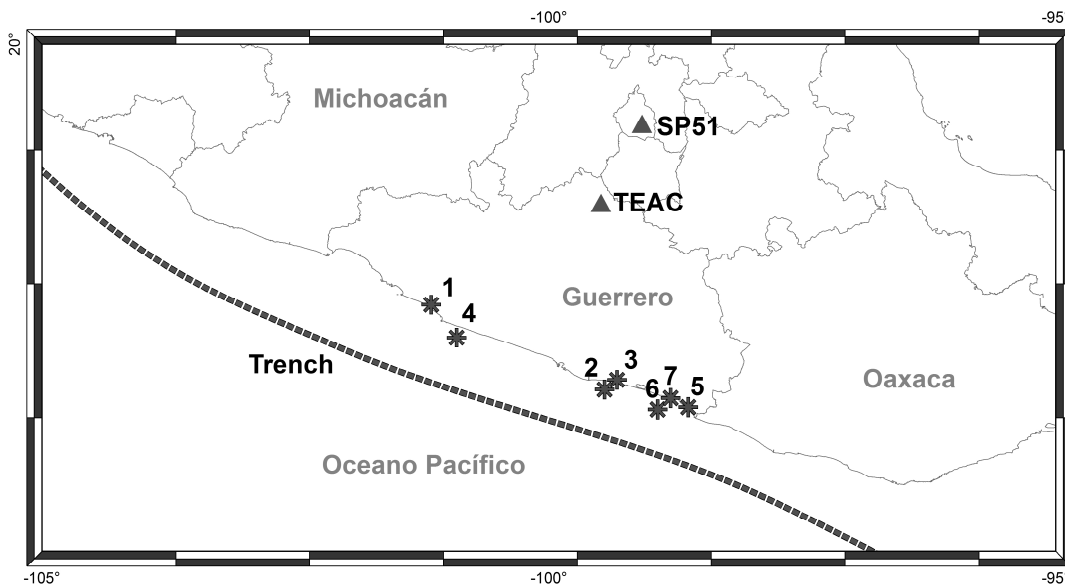 -100°
-95°
20°
Michoacán
SP51
TEAC
1
4
Guerrero
Trench
2
3
6
7
5
Oaxaca
Oceano Pacífico
-105°
-100°
-95°